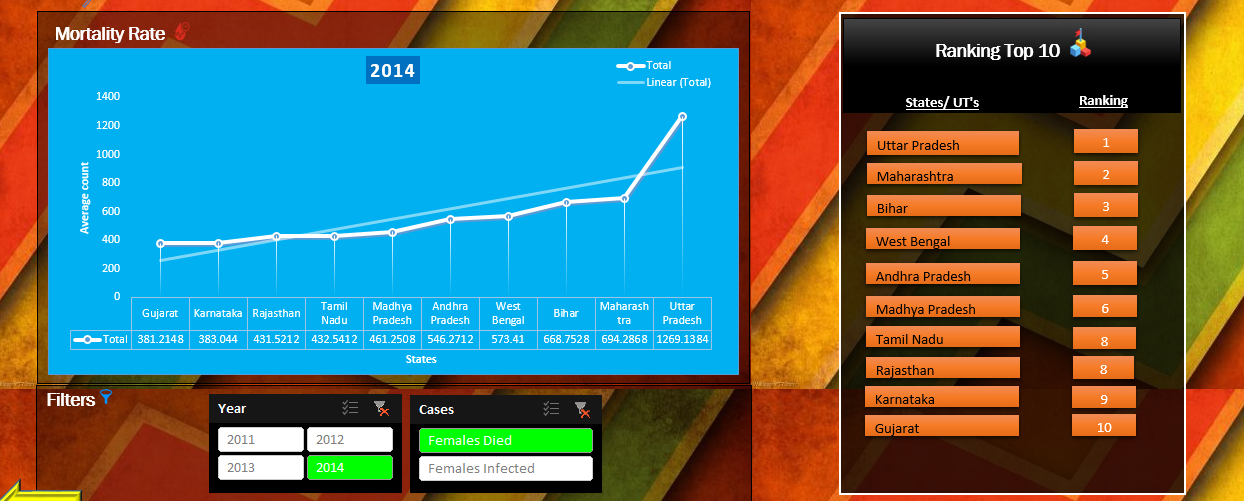 Mortality Rate
2014
Total
Linear (Total)
1400
1200
1000
800
600
400
200
0
Average count
Gujarat Karnataka Rajasthan Tamil Nadu Madhya Pradesh Andhra Pradesh West Bengal Bihar Maharash tra Uttar Pradesh
Total 381.2148 383.044 431.5212 432.5412 461.2508 546.2712 573.41 668.7528 694.2868 1269.1384
States
Filters
Year
2011 2012
2013 2014
Cases
Females Died
Females Infected
Ranking Top 10
States/ UT's Ranking
Uttar Pradesh 1
Maharashtra 2
Bihar 3
West Bengal 4
Andhra Pradesh 5
Madhya Pradesh 6
Tamil Nadu 8
Rajasthan 8
Karnataka 9
Gujarat 10